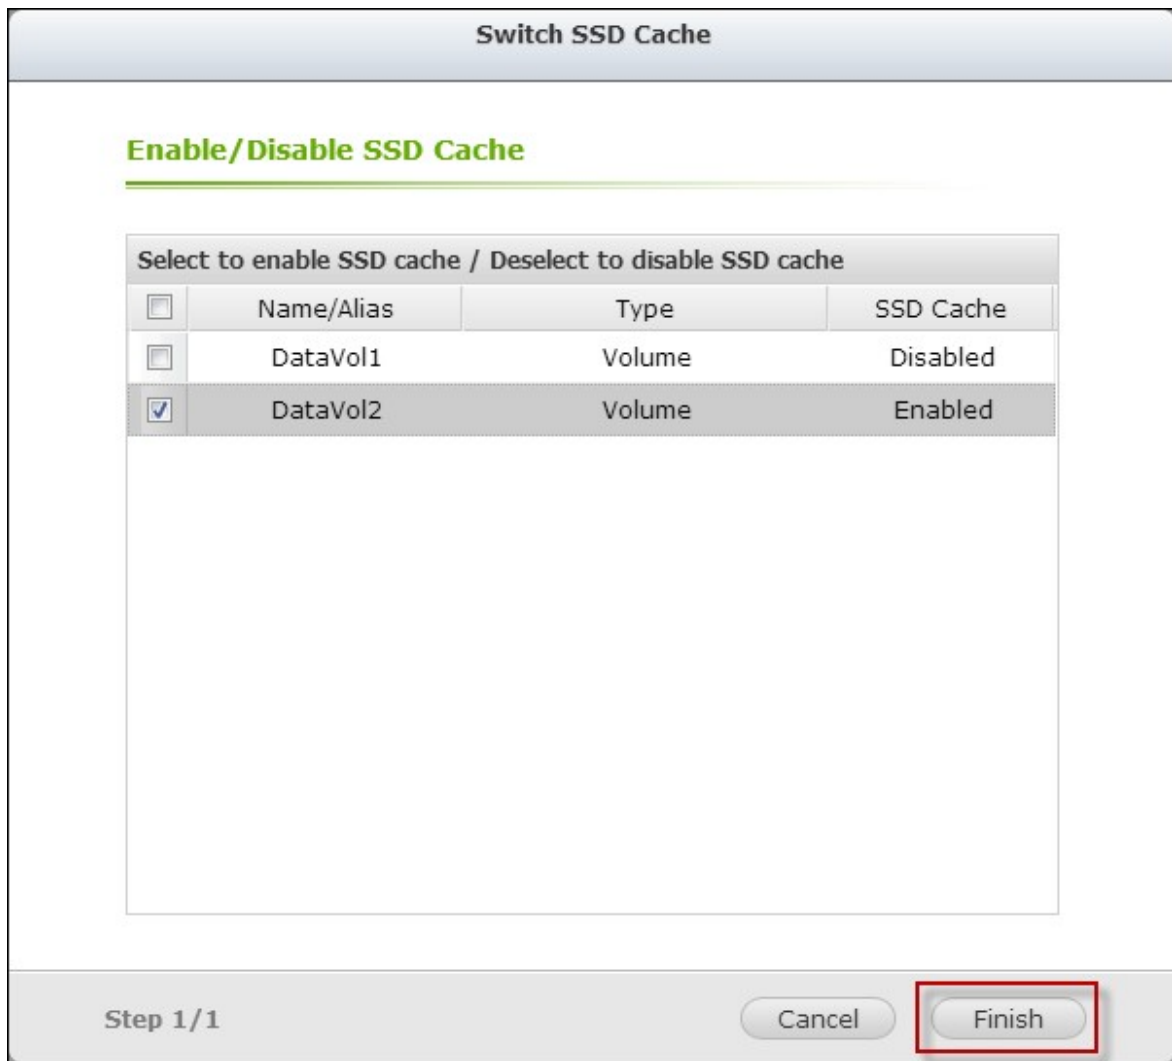 Switch SSD Cache
Enable/Disable SSD Cache
Select to enable SSD cache / Deselect to disable SSD cache
Name/Alias Type SSD Cache
DataVol1 Volume Disabled
DataVol2 Volume Enabled
Step 1/1 Cancel Finish